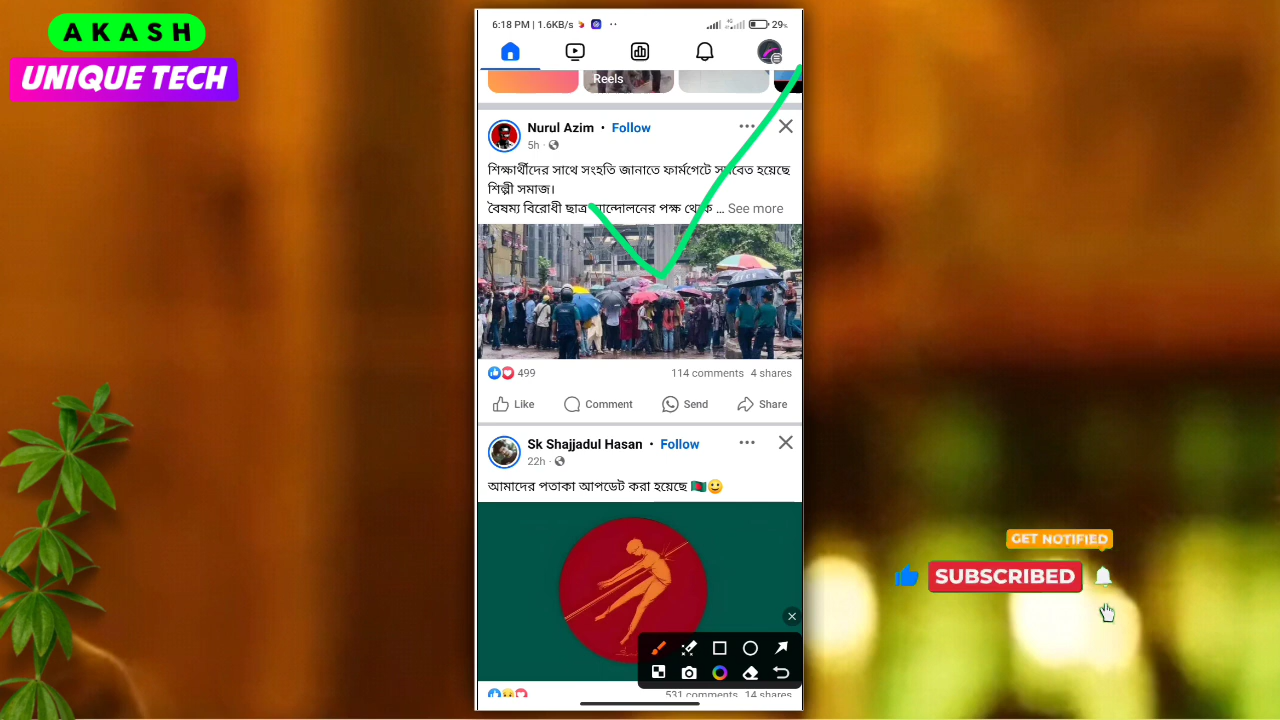 AKASH
UNIQUE TECH
6:18 PM | 1.6KB/s
29%
Reels
Nurul Azim • Follow
5h ·
শিক্ষার্থীদের সাথে সংহতি জানাতে ফার্মগেটে সমবেত হয়েছে
শিল্পী সমাজ।
বৈষম্য বিরোধী ছাত্র আন্দোলনের পক্ষ থেকে ... See more
499
114 comments 4 shares
Like Comment Send Share
Sk Shajjadul Hasan • Follow
22h ·
আমাদের পতাকা আপডেট করা হয়েছে 🇧🇩🙂
531 comments 14 shares
GET NOTIFIED
SUBSCRIBED